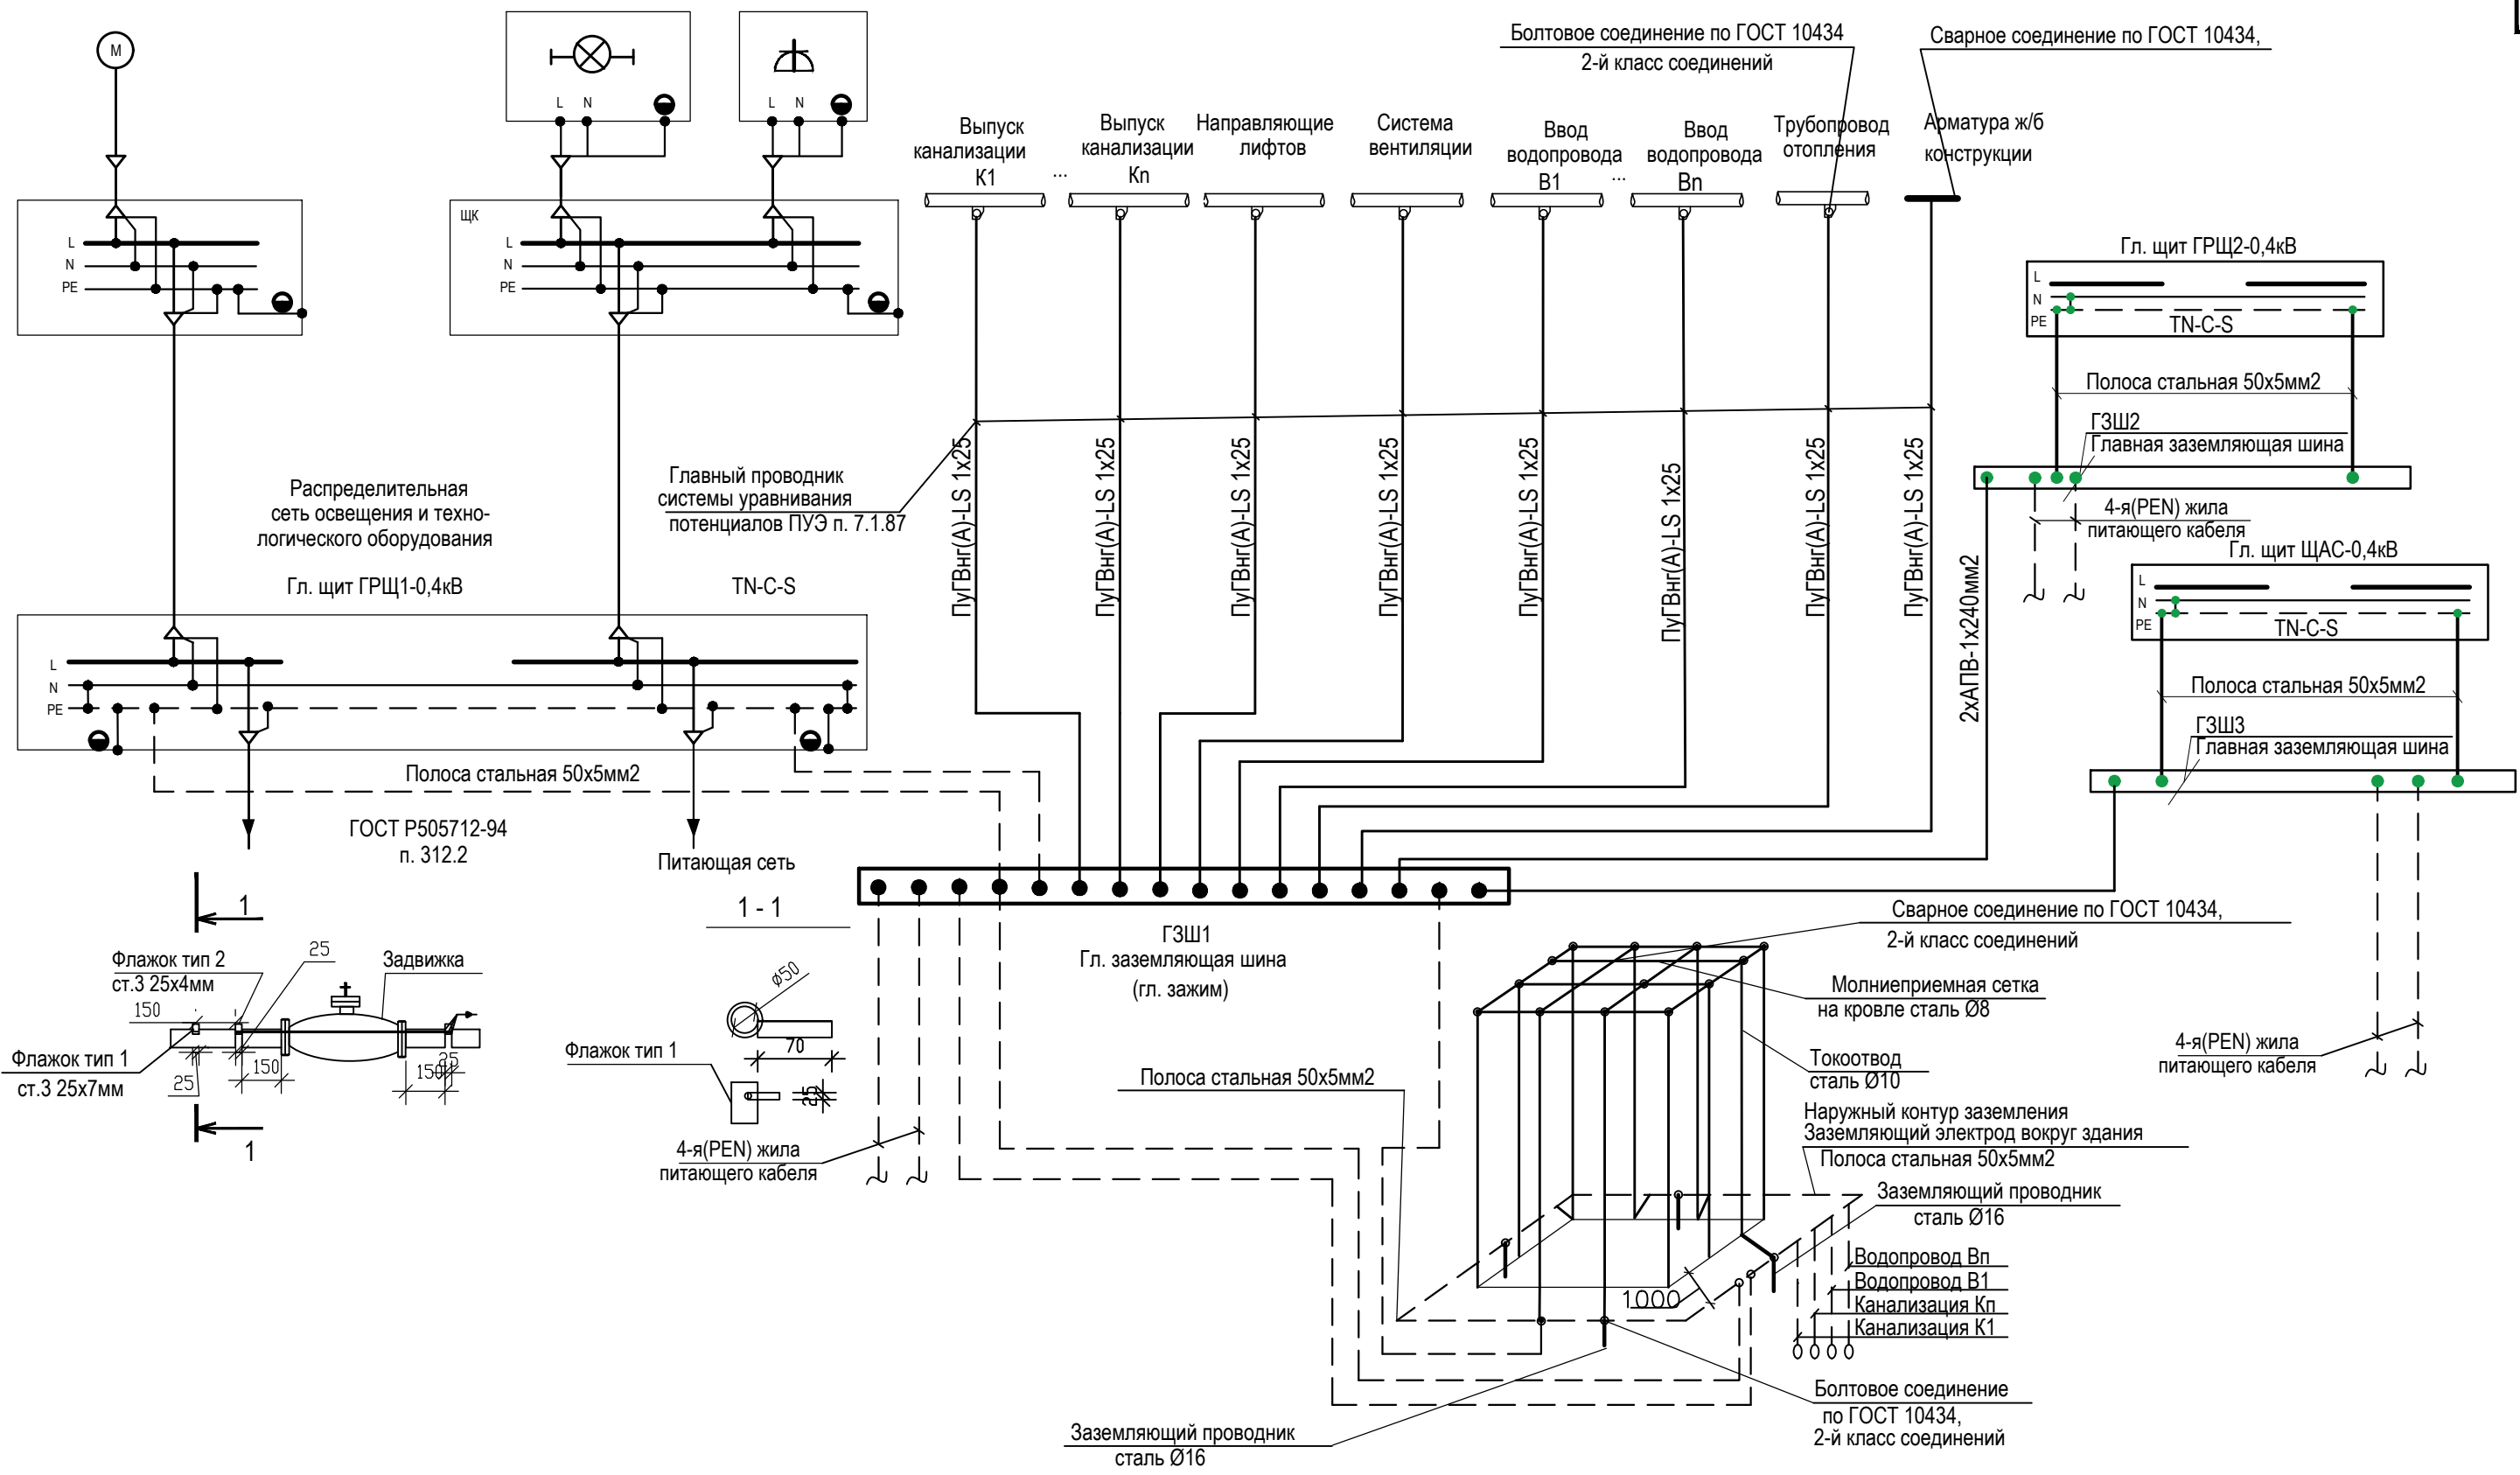 M
L N
L N
ЩК
L
N
PE
L
N
PE
Распределительная
сеть освещения и техно-
логического оборудования
Гл. щит ГРЩ1-0,4кВ
TN-C-S
L
N
PE
Полоса стальная 50х5мм2
ГОСТ Р505712-94
п. 312.2
Питающая сеть
Болтовое соединение по ГОСТ 10434
2-й класс соединений
Сварное соединение по ГОСТ 10434,
Выпуск
канализации
К1
...
Выпуск
канализации
Кn
Направляющие
лифтов
Система
вентиляции
Ввод
водопровода
В1
...
Ввод
водопровода
Вn
Трубопровод
отопления
Арматура ж/б
конструкции
Главный проводник
системы уравнивания
потенциалов ПУЭ п. 7.1.87
ПуГВнг(А)-LS 1х25
ПуГВнг(А)-LS 1х25
ПуГВнг(А)-LS 1х25
ПуГВнг(А)-LS 1х25
ПуГВнг(А)-LS 1х25
ПуГВнг(А)-LS 1х25
ПуГВнг(А)-LS 1х25
ПуГВнг(А)-LS 1х25
2хАПВ-1х240мм2
Гл. щит ГРЩ2-0,4кВ
L
N
PE
TN-C-S
Полоса стальная 50х5мм2
ГЗШ2
Главная заземляющая шина
4-я(PEN) жила
питающего кабеля
Гл. щит ЩАС-0,4кВ
L
N
PE
TN-C-S
Полоса стальная 50х5мм2
ГЗШ3
Главная заземляющая шина
4-я(PEN) жила
питающего кабеля
ГЗШ1
Гл. заземляющая шина
(гл. зажим)
1
Флажок тип 2
ст.3 25х4мм
150
25
Задвижка
Флажок тип 1
ст.3 25х7мм
25
150
150
25
1
1 - 1
ø50
70
Флажок тип 1
25
4-я(PEN) жила
питающего кабеля
Сварное соединение по ГОСТ 10434,
2-й класс соединений
Молниеприемная сетка
на кровле сталь Ø8
Токоотвод
сталь Ø10
Полоса стальная 50х5мм2
Наружный контур заземления
Заземляющий электрод вокруг здания
Полоса стальная 50х5мм2
Заземляющий проводник
сталь Ø16
Водопровод Вп
Водопровод В1
Канализация Кп
Канализация К1
1000
Болтовое соединение
по ГОСТ 10434,
2-й класс соединений
Заземляющий проводник
сталь Ø16